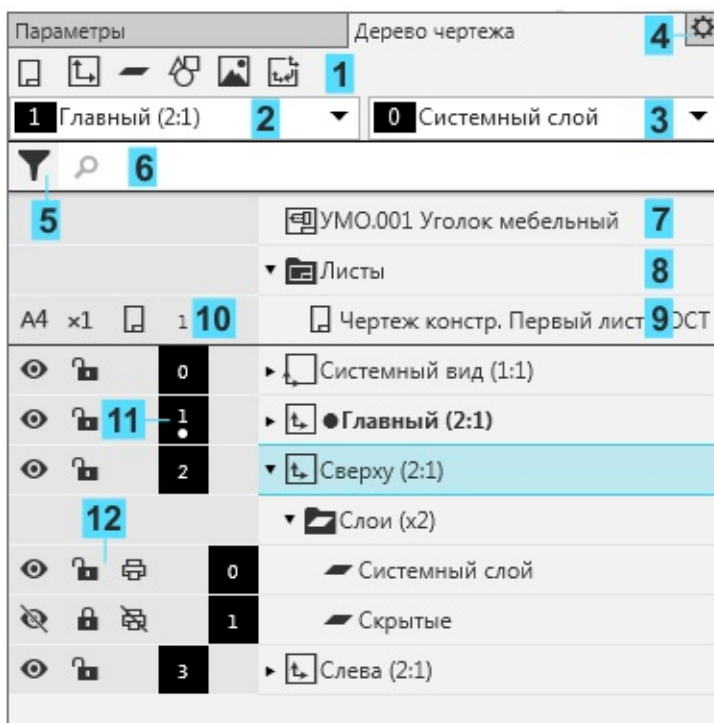 Параметры Дерево чертежа 4
1
1 Главный (2:1) 2 0 Системный слой 3
6
5 УМО.001 Уголок мебельный 7
Листы 8
A4 x1 1 10 Чертеж констр. Первый лист 9 ОСТ
0 Системный вид (1:1)
11 1 Главный (2:1)
2 Сверху (2:1)
12 Слои (x2)
0 Системный слой
1 Скрытые
3 Слева (2:1)